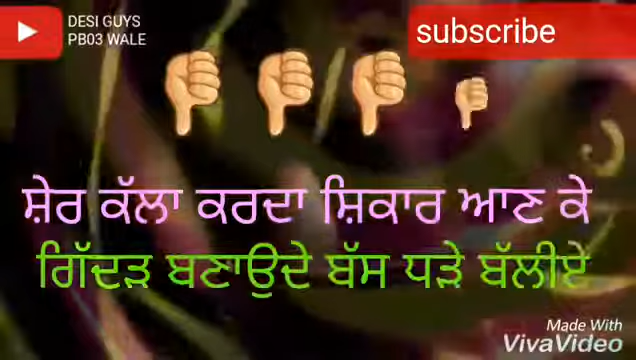 DESI GUYS
PB03 WALE
subscribe
ਸ਼ੇਰ ਕੱਲਾ ਕਰਦਾ ਸ਼ਿਕਾਰ ਆਣ ਕੇ
ਗਿੱਦੜ ਬਣਾਉਦੇ ਬੱਸ ਧੜੇ ਬੱਲੀਏ
Made With
VivaVideo